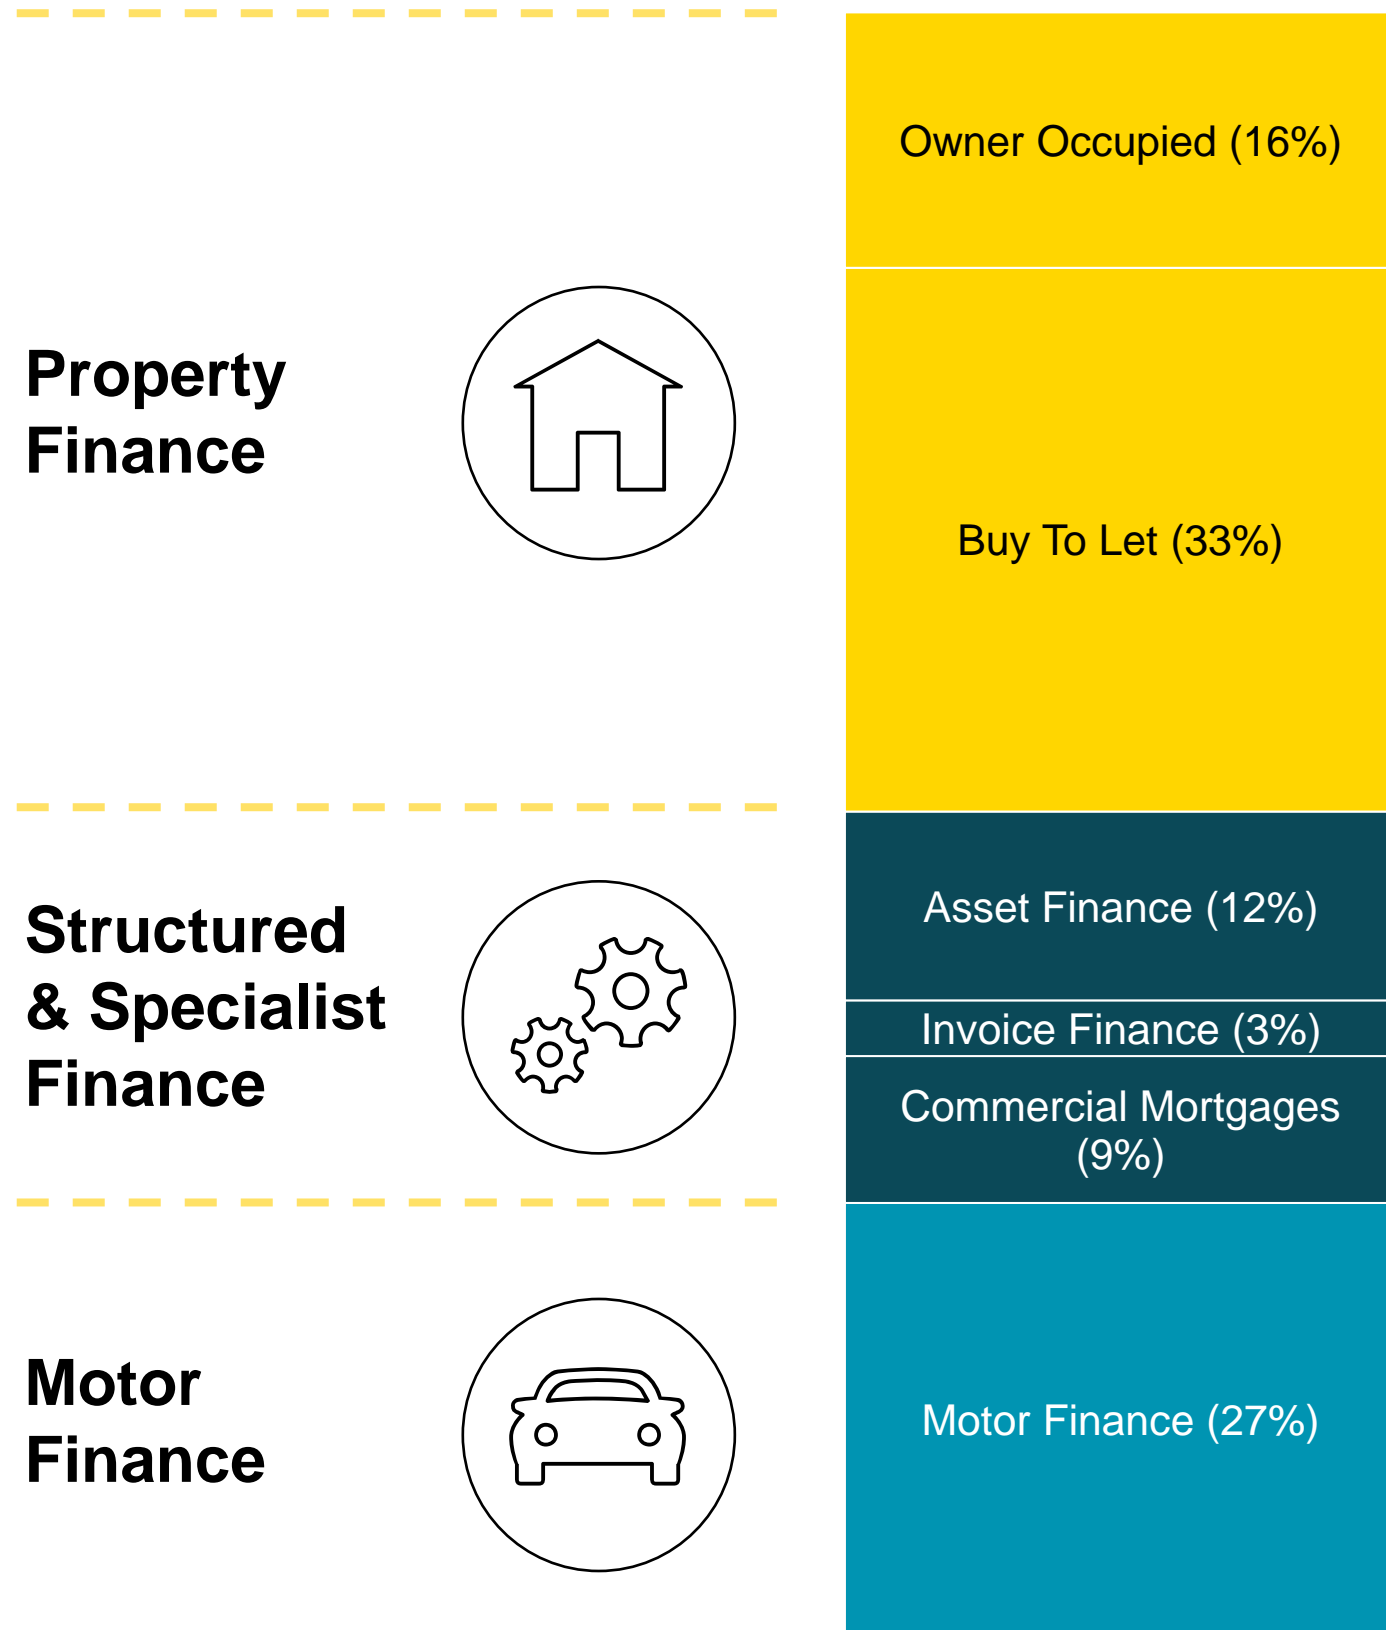 Owner Occupied (16%)
Property
Finance
Buy To Let (33%)
Structured
& Specialist
Finance
Asset Finance (12%)
Invoice Finance (3%)
Commercial Mortgages
(9%)
Motor
Finance
Motor Finance (27%)